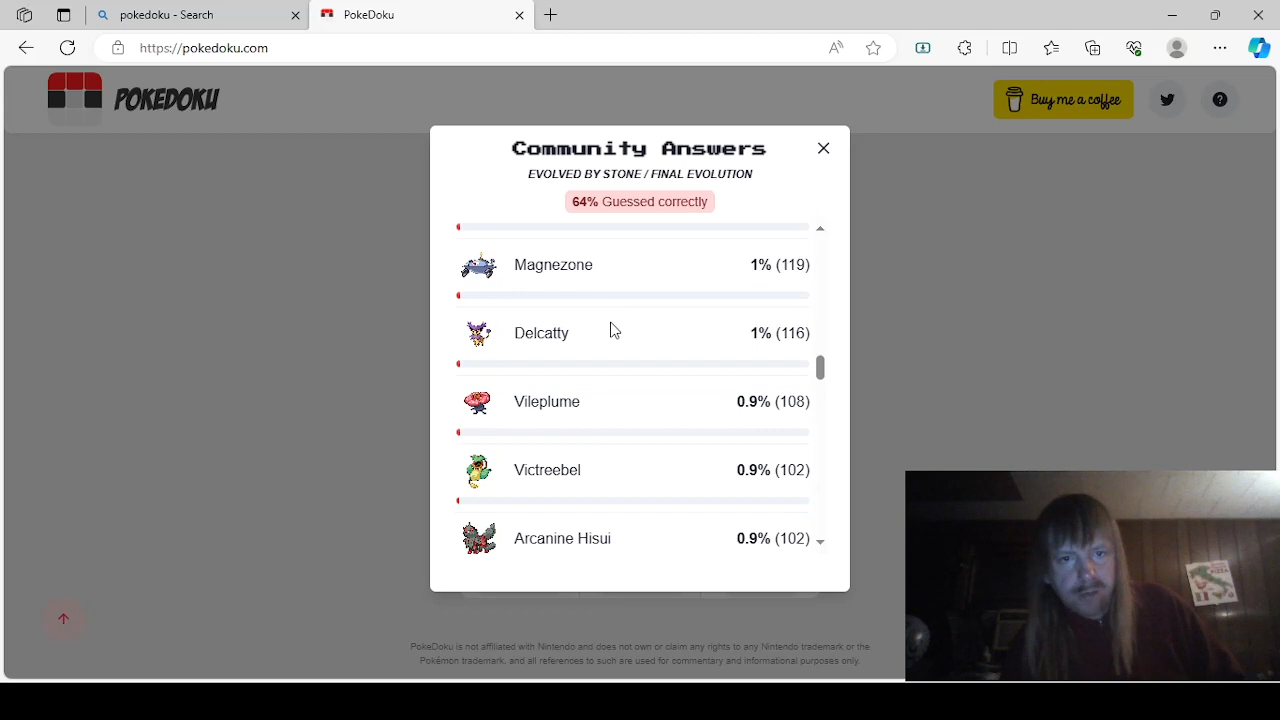 pokedoku - Search
PokeDoku
https://pokedoku.com
POKEDOKU
Buy me a coffee
Community Answers
EVOLVED BY STONE / FINAL EVOLUTION
64% Guessed correctly
Magnezone 1% (119)
Delcatty 1% (116)
Vileplume 0.9% (108)
Victreebel 0.9% (102)
Arcanine Hisui 0.9% (102)
PokeDoku is not affiliated with Nintendo and does not own or claim any rights to any Nintendo trademark or the
Pokémon trademark, and all references to such are used for commentary and informational purposes only.